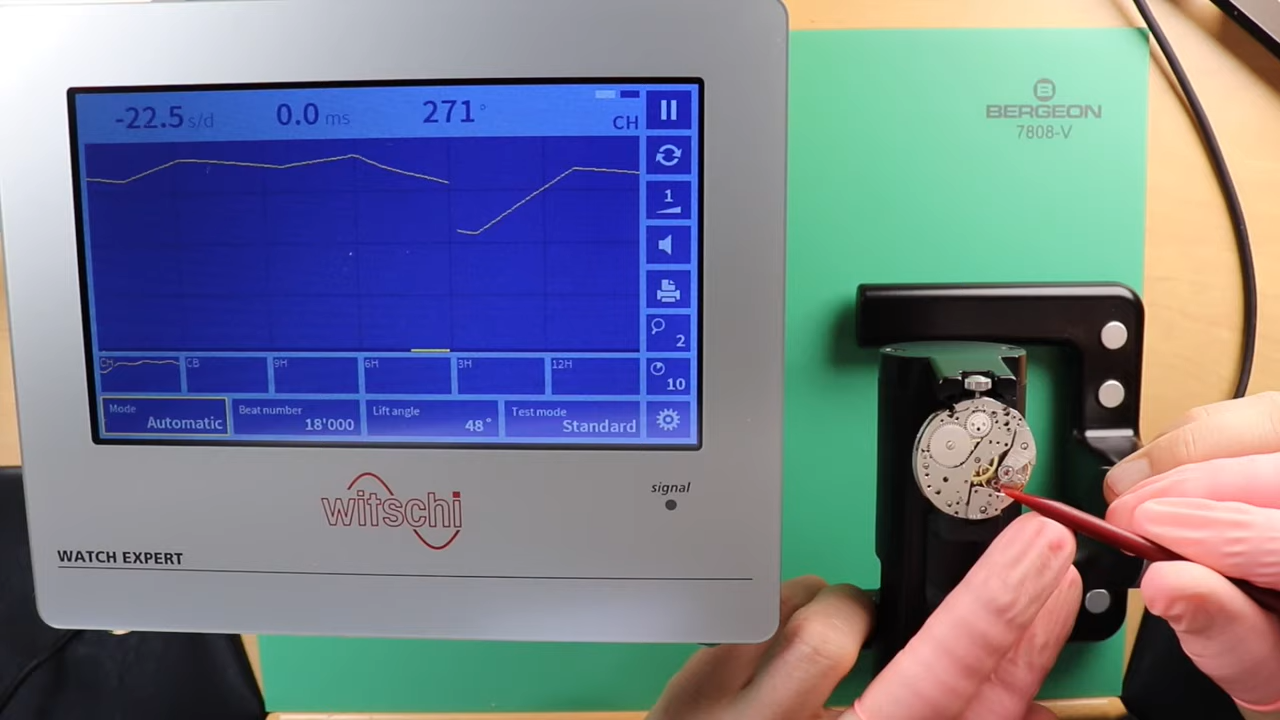 -22.5 s/d 0.0 ms 271°
CH
1
2
10
CH CB 9H 6H 3H 12H
Mode Beat number Lift angle Test mode
Automatic 18'000 48° Standard
witschi
signal
WATCH EXPERT
B
BERGEON
7808-V